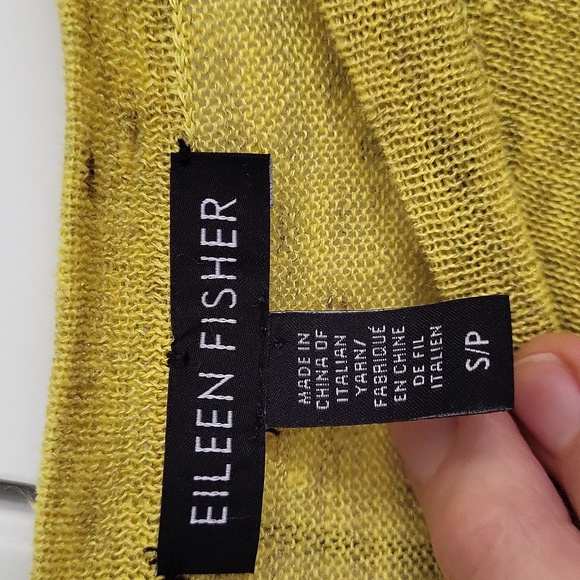 EILEEN FISHER
MADE IN
CHINA OF
ITALIAN
YARN/
FABRIQUÉ
EN CHINE
DE FIL
ITALIEN
S/P